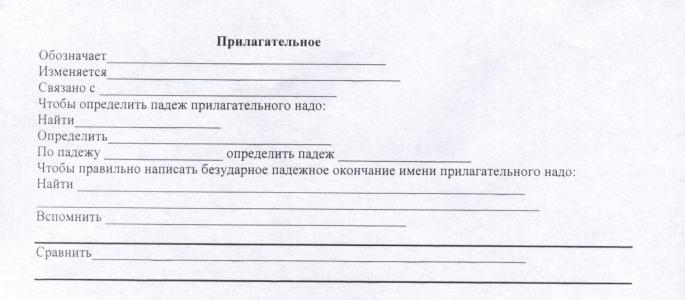 Прилагательное
Обозначает
Изменяется
Связано с
Чтобы определить падеж прилагательного надо:
Найти
Определить
По падежу определить падеж
Чтобы правильно написать безударное падежное окончание имени прилагательного надо:
Найти
Вспомнить
Сравнить